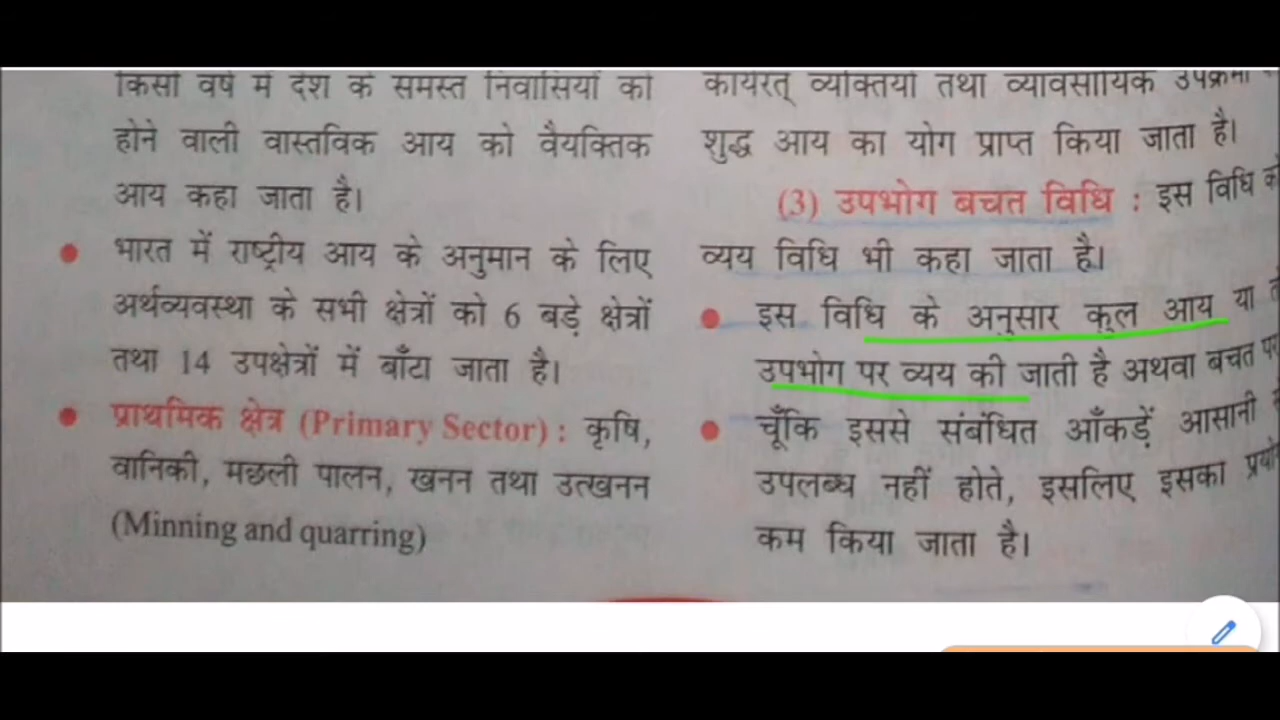 किसी वर्ष में देश के समस्त निवासियों को
होने वाली वास्तविक आय को वैयक्तिक
आय कहा जाता है।
भारत में राष्ट्रीय आय के अनुमान के लिए
अर्थव्यवस्था के सभी क्षेत्रों को 6 बड़े क्षेत्रों
तथा 14 उपक्षेत्रों में बाँटा जाता है।
प्राथमिक क्षेत्र (Primary Sector) : कृषि,
वानिकी, मछली पालन, खनन तथा उत्खनन
(Minning and quarring)
कार्यरत् व्यक्तियों तथा व्यावसायिक उपक्रमों
शुद्ध आय का योग प्राप्त किया जाता है।
(3) उपभोग बचत विधि : इस विधि को
व्यय विधि भी कहा जाता है।
इस विधि के अनुसार कुल आय या
उपभोग पर व्यय की जाती है अथवा बचत पर
चूँकि इससे संबंधित आँकड़ें आसानी
उपलब्ध नहीं होते, इसलिए इसका
कम किया जाता है।